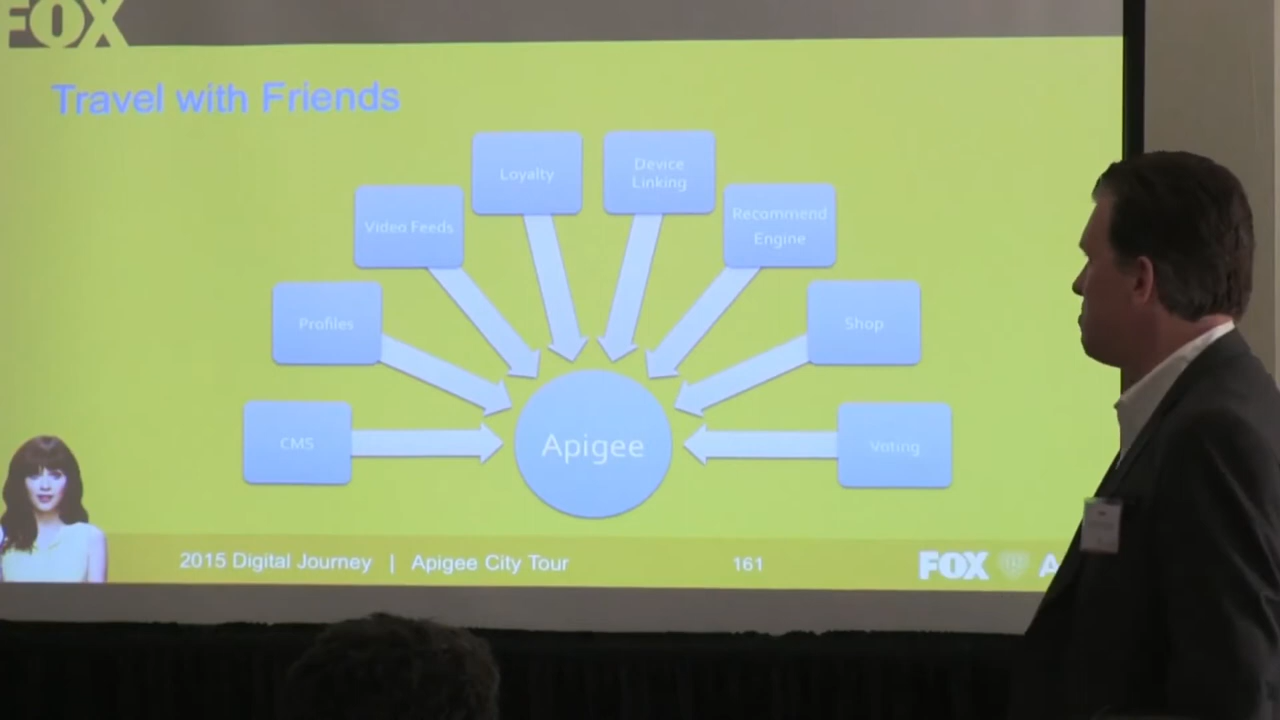 FOX
Travel with Friends
Loyalty
Device
Linking
Video Feeds
Recommend
Engine
Profiles
Shop
CMS
Apigee
Voting
2015 Digital Journey | Apigee City Tour
161
FOX
A